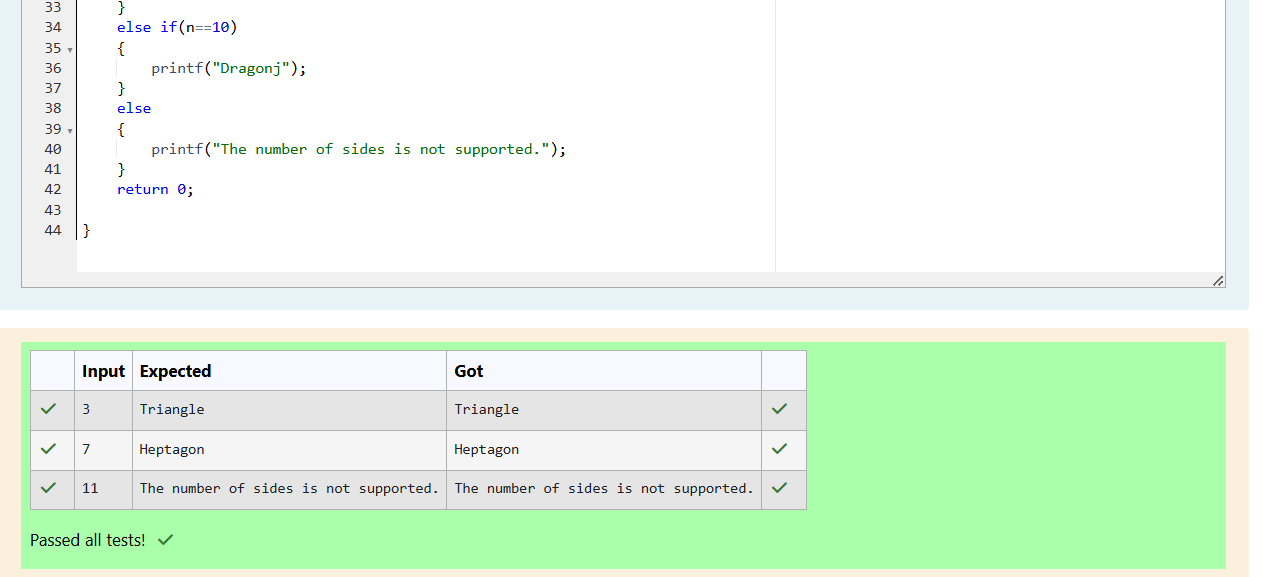 33 }
34 else if(n==10)
35 {
36 printf("Dragonj");
37 }
38 else
39 {
40 printf("The number of sides is not supported.");
41 }
42 return 0;
43
44 }
Input Expected Got
3 Triangle Triangle
7 Heptagon Heptagon
11 The number of sides is not supported. The number of sides is not supported.
Passed all tests!